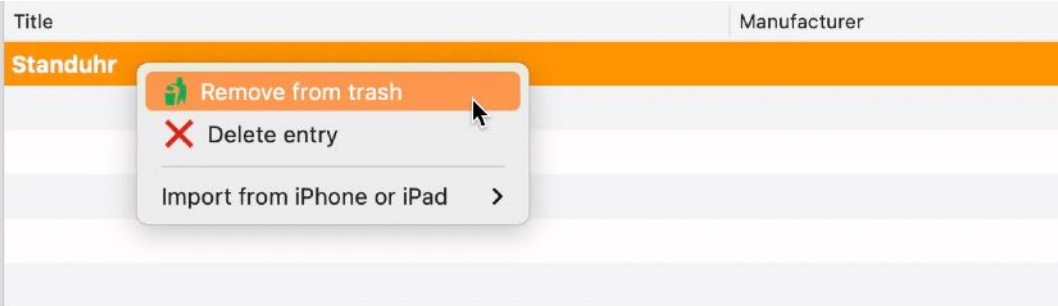 Title Manufacturer
Standuhr
Remove from trash
Delete entry
Import from iPhone or iPad